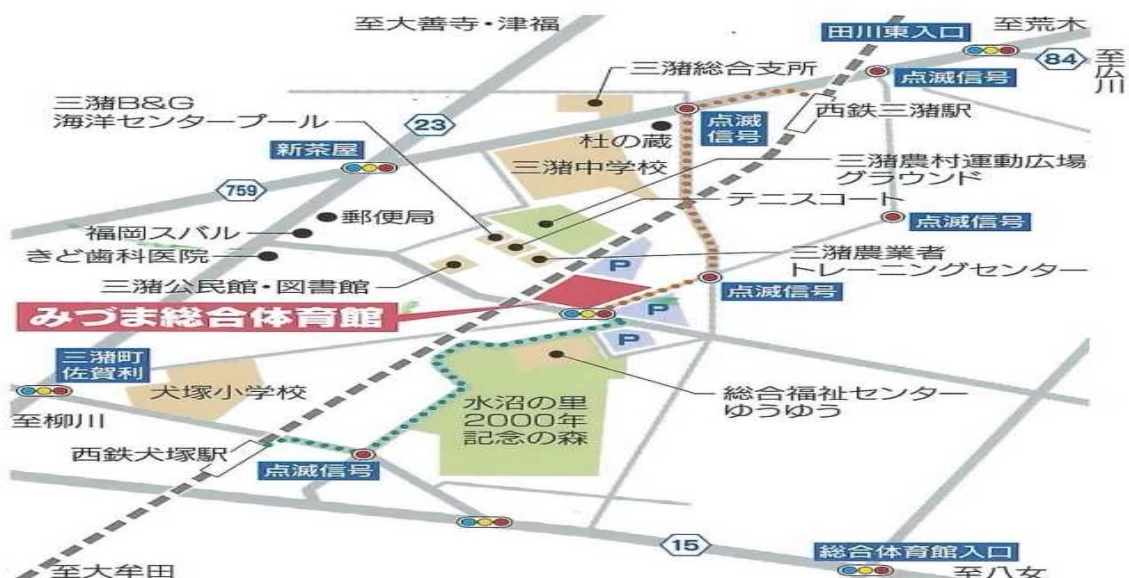 至大善寺・津福
田川東入口
至荒木
84
至広川
三潴総合支所
点滅信号
三潴B&G
海洋センタープール
23
点滅
信号
西鉄三潴駅
新茶屋
杜の蔵
三潴中学校
三潴農村運動広場
グラウンド
759
テニスコート
郵便局
点滅信号
福岡スバル
きど歯科医院
三潴農業者
トレーニングセンター
P
三潴公民館・図書館
点滅信号
みづま総合体育館
P
P
三潴町
佐賀利
犬塚小学校
総合福祉センター
ゆうゆう
水沼の里
2000年
記念の森
至柳川
西鉄犬塚駅
点滅信号
15
総合体育館入口
至大牟田
至八女